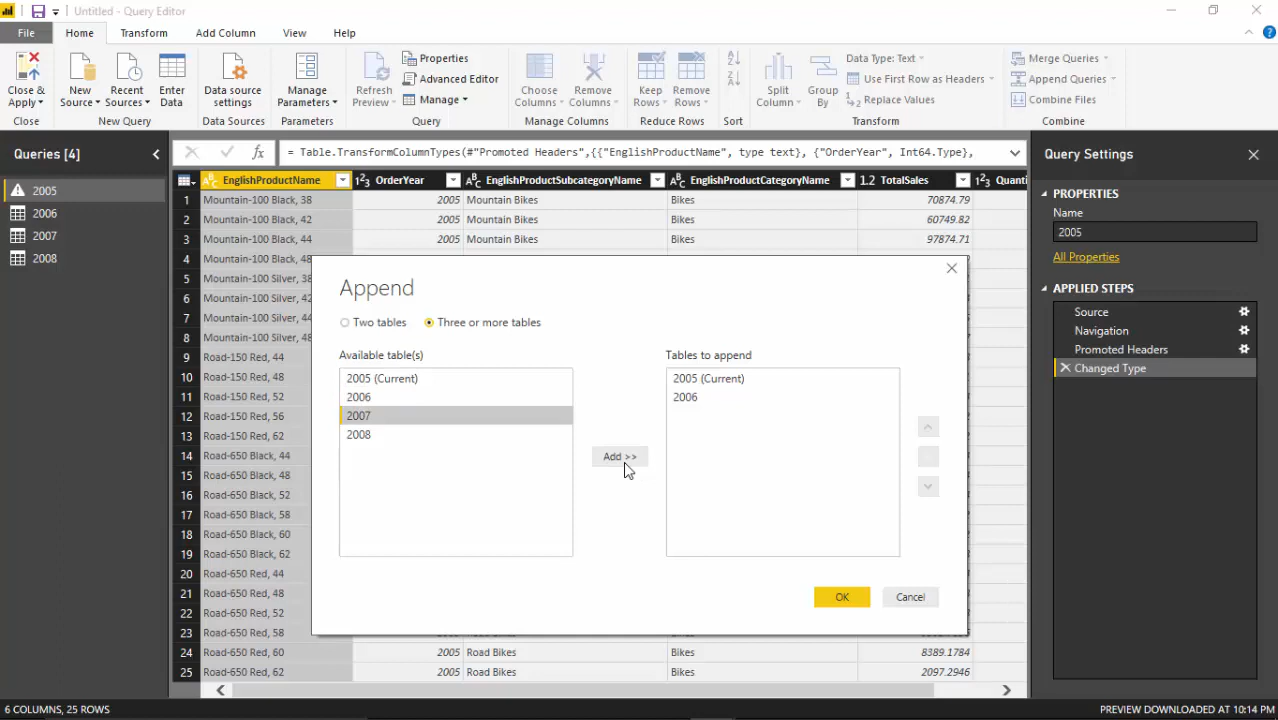 Untitled - Query Editor
File Home Transform Add Column View Help
Close & Apply
New Source
Recent Sources
Enter Data
Data source settings
Manage Parameters
Refresh Preview
Properties
Advanced Editor
Manage
Choose Columns
Remove Columns
Keep Rows
Remove Rows
Split Column
Group By
Data Type: Text
Use First Row as Headers
Replace Values
Merge Queries
Append Queries
Combine Files
Close New Query Data Sources Parameters Query Manage Columns Reduce Rows Sort Transform Combine
Queries [4]
2005
2006
2007
2008
fx = Table.TransformColumnTypes(#"Promoted Headers",{{"EnglishProductName", type text}, {"OrderYear", Int64.Type},
EnglishProductName OrderYear EnglishProductSubcategoryName EnglishProductCategoryName TotalSales
1 Mountain-100 Black, 38 2005 Mountain Bikes Bikes 70874.79
2 Mountain-100 Black, 42 2005 Mountain Bikes Bikes 60749.82
3 Mountain-100 Black, 44 2005 Mountain Bikes Bikes 97874.71
4 Mountain-100 Black, 48
5 Mountain-100 Silver, 38
6 Mountain-100 Silver, 42
7 Mountain-100 Silver, 44
8 Mountain-100 Silver, 48
9 Road-150 Red, 44
10 Road-150 Red, 48
11 Road-150 Red, 52
12 Road-150 Red, 56
13 Road-150 Red, 62
14 Road-650 Black, 44
15 Road-650 Black, 48
16 Road-650 Black, 52
17 Road-650 Black, 58
18 Road-650 Black, 60
19 Road-650 Black, 62
20 Road-650 Red, 44
21 Road-650 Red, 48
22 Road-650 Red, 52
23 Road-650 Red, 58
24 Road-650 Red, 60 2005 Road Bikes Bikes 8389.1784
25 Road-650 Red, 62 2005 Road Bikes Bikes 2097.2946
Append
Two tables Three or more tables
Available table(s)
2005 (Current)
2006
2007
2008
Add >>
Tables to append
2005 (Current)
2006
OK Cancel
Query Settings
PROPERTIES
Name
2005
All Properties
APPLIED STEPS
Source
Navigation
Promoted Headers
Changed Type
6 COLUMNS, 25 ROWS
PREVIEW DOWNLOADED AT 10:14 PM